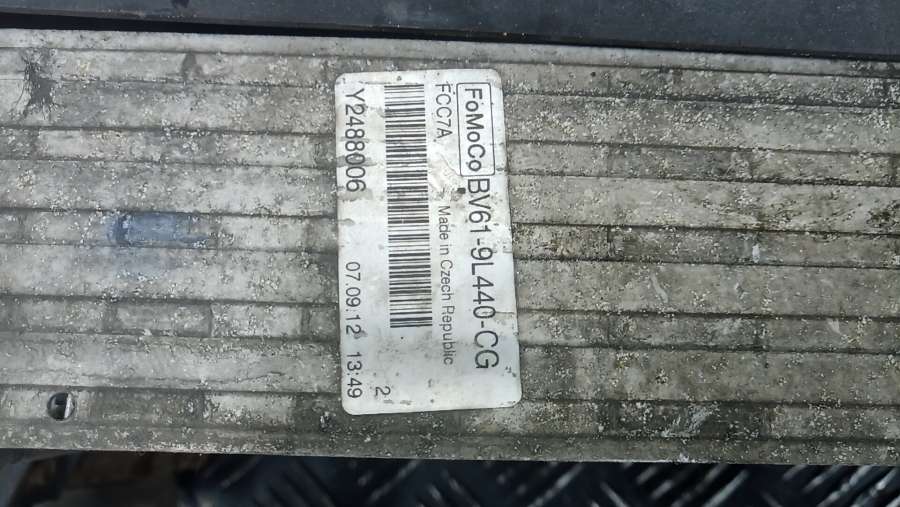 FoMoCo BV61-9L440-CG
FCC7A Made in Czech Republic
2
Y2488006 07.09.12 13:49